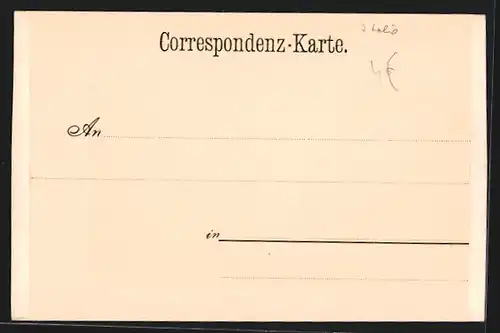 Correspondenz-Karte.
4€
An
in